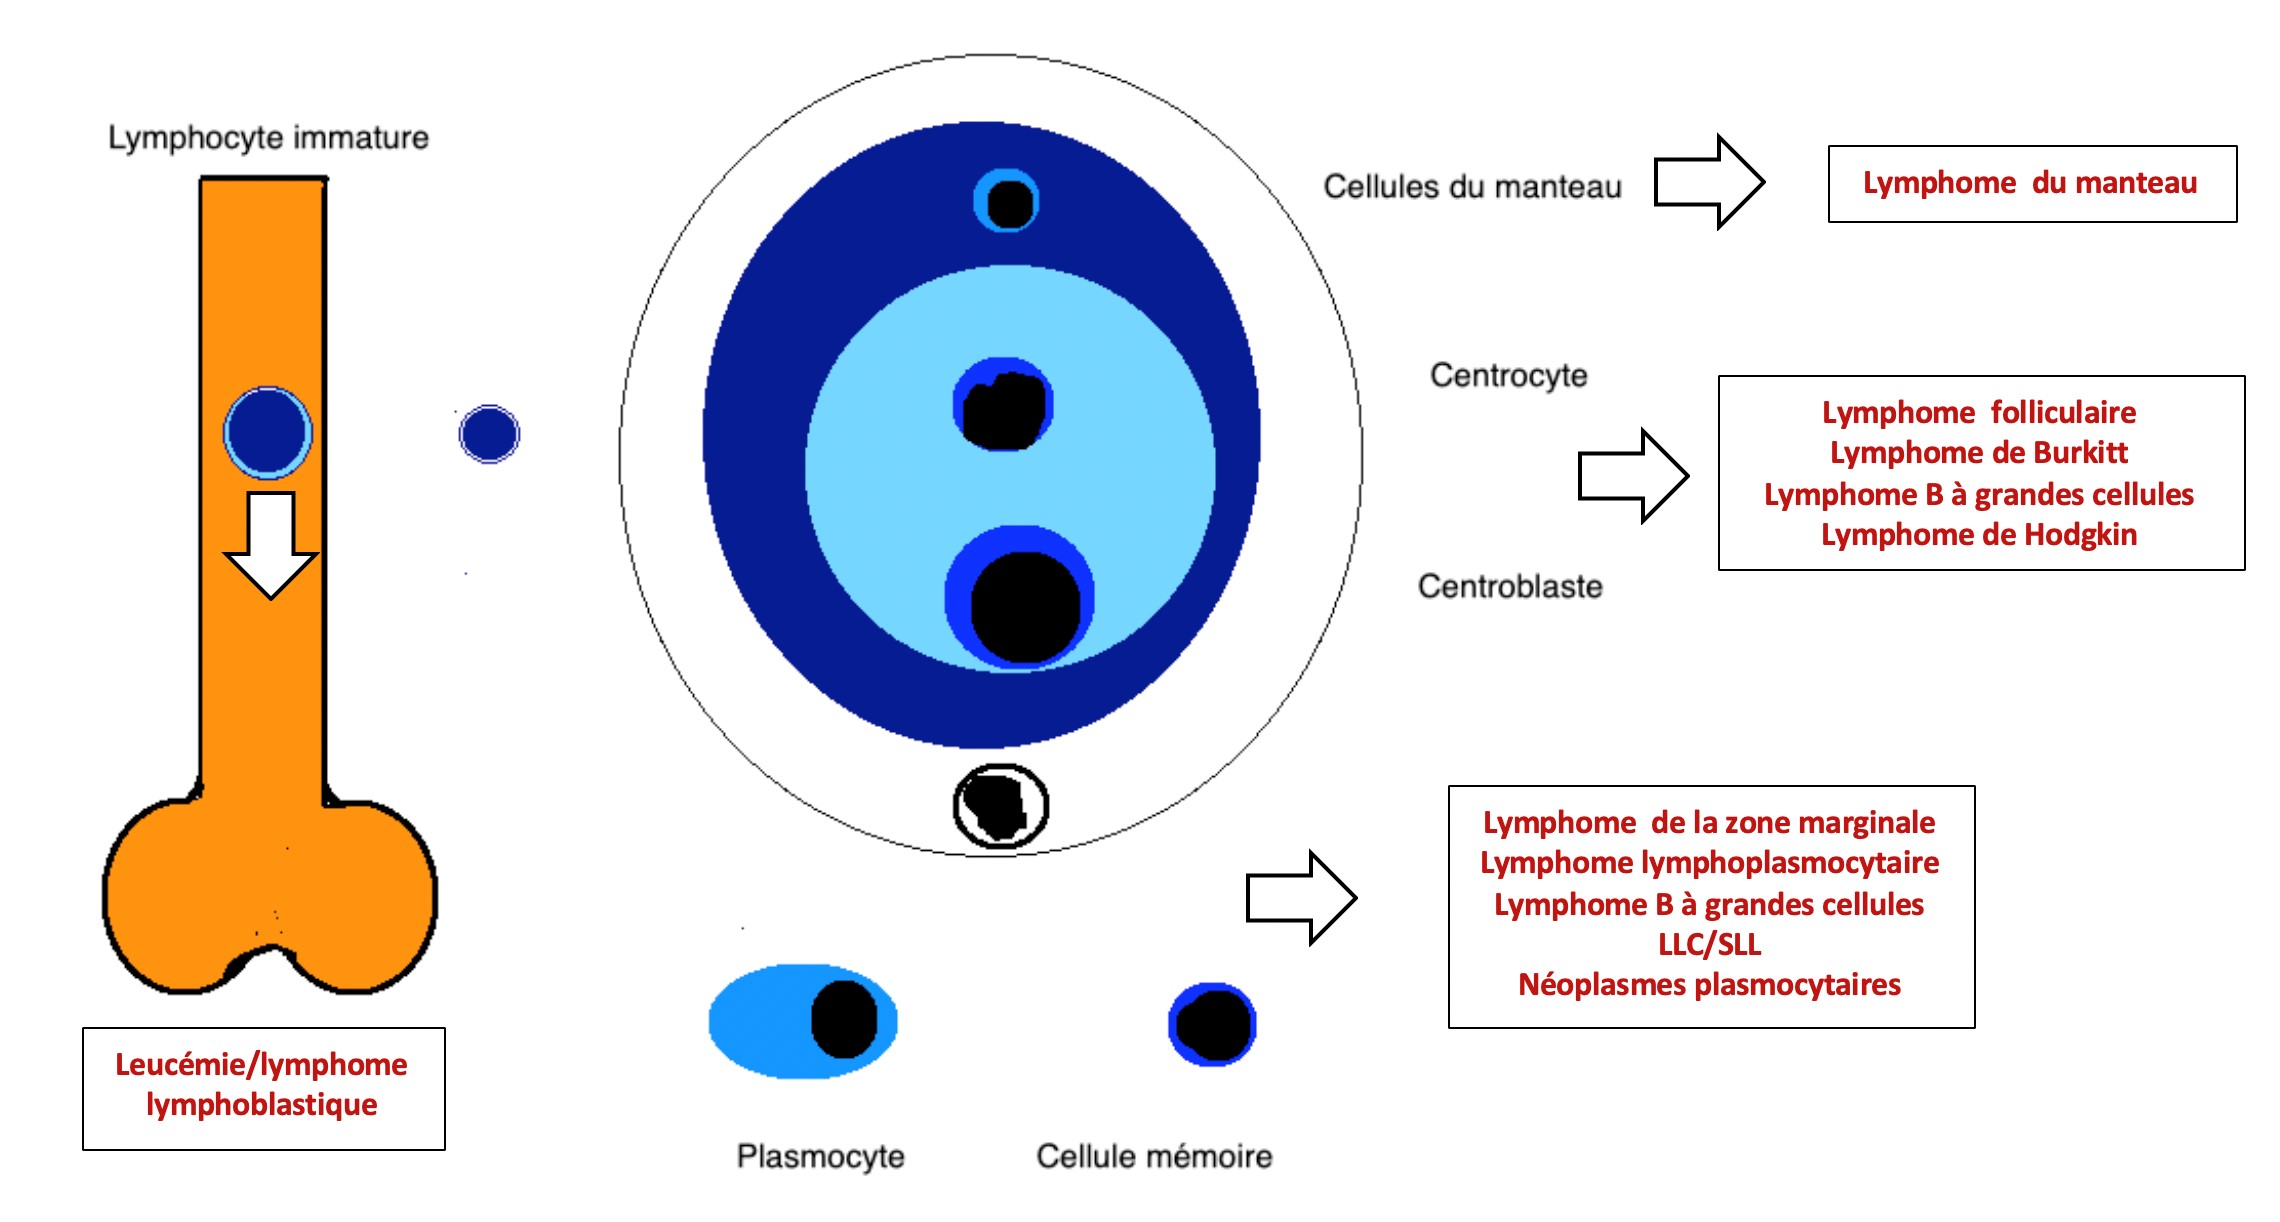 Lymphocyte immature
Cellules du manteau
Lymphome du manteau
Centrocyte
Lymphome folliculaire
Lymphome de Burkitt
Lymphome B à grandes cellules
Lymphome de Hodgkin
Centroblaste
Lymphome de la zone marginale
Lymphome lymphoplasmocytaire
Lymphome B à grandes cellules
LLC/SLL
Néoplasmes plasmocytaires
Leucémie/lymphome
lymphoblastique
Plasmocyte
Cellule mémoire